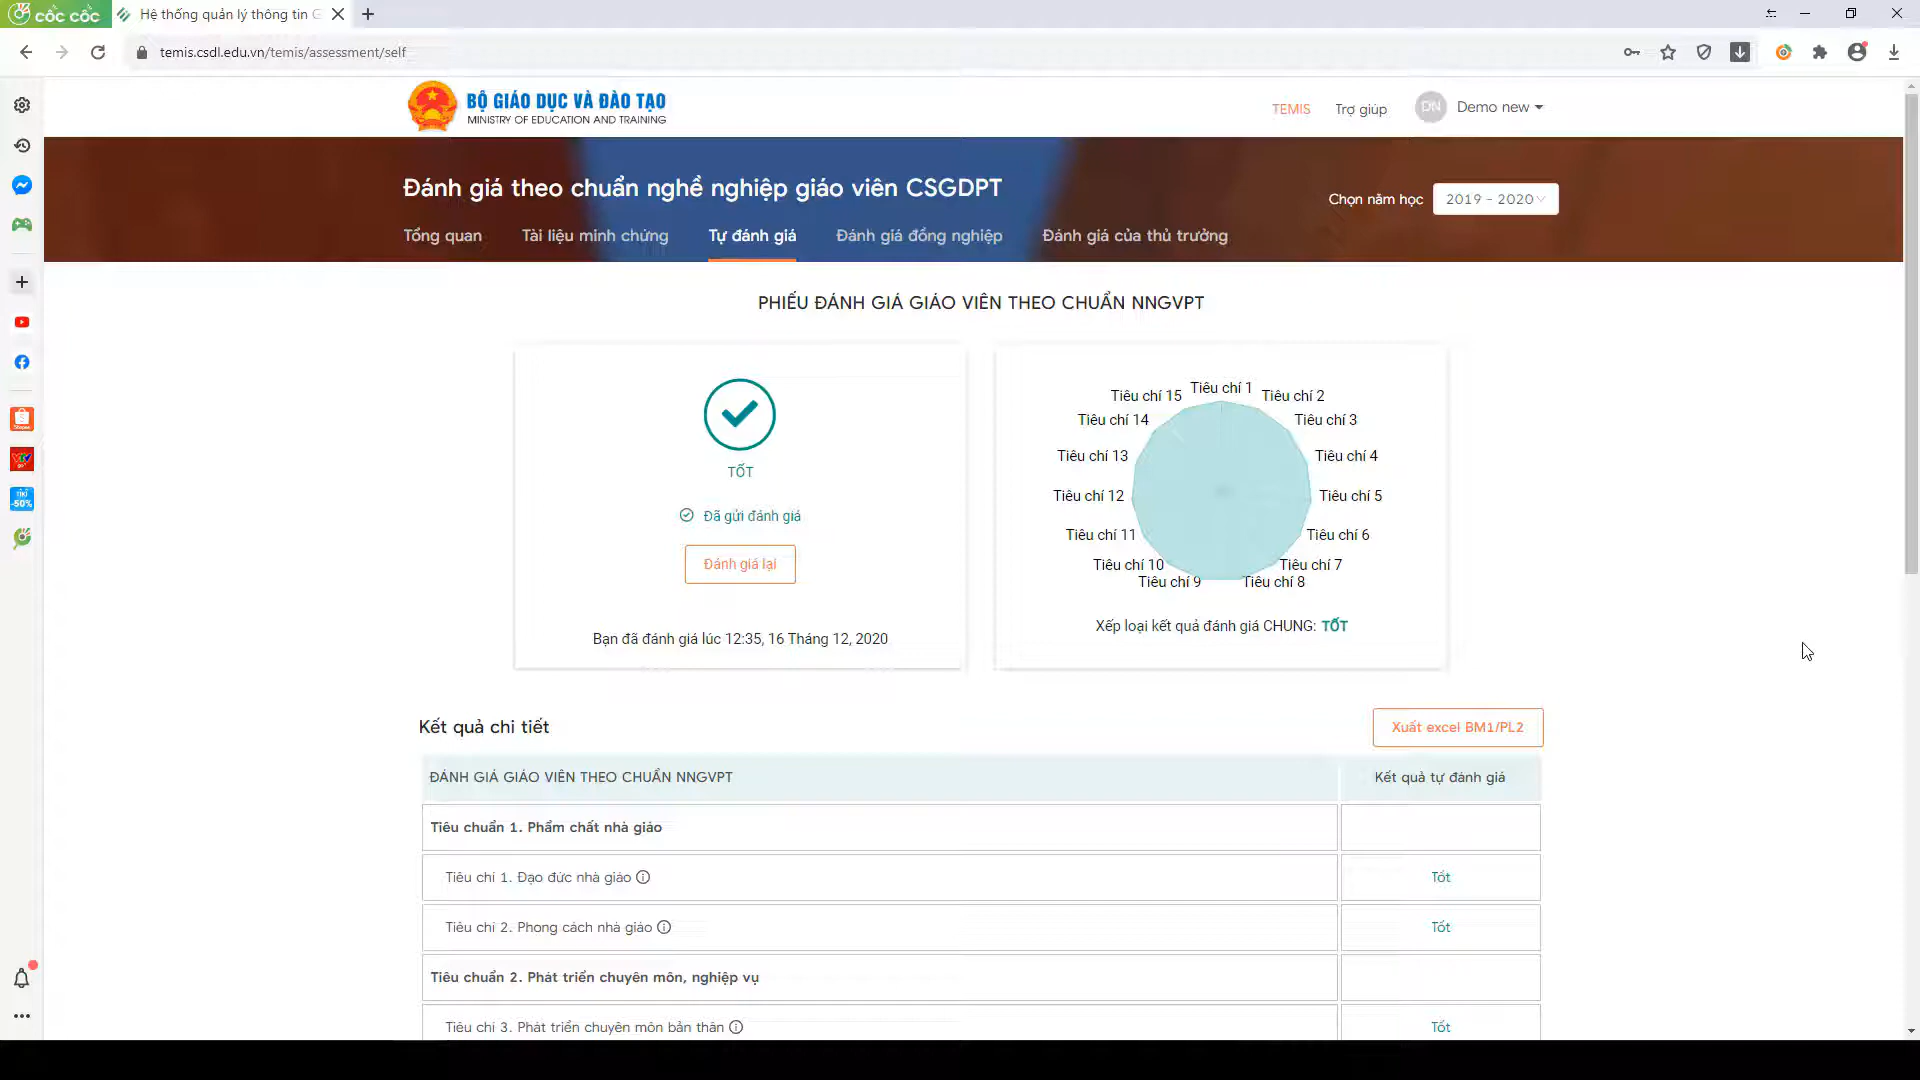 cốc cốc
Hệ thống quản lý thông tin G
temis.csdl.edu.vn/temis/assessment/self
BỘ GIÁO DỤC VÀ ĐÀO TẠO
MINISTRY OF EDUCATION AND TRAINING
TEMIS
Trợ giúp
DN
Demo new
Đánh giá theo chuẩn nghề nghiệp giáo viên CSGDPT
Chọn năm học
2019 - 2020
Tổng quan
Tài liệu minh chứng
Tự đánh giá
Đánh giá đồng nghiệp
Đánh giá của thủ trưởng
PHIẾU ĐÁNH GIÁ GIÁO VIÊN THEO CHUẨN NNGVPT
TỐT
Đã gửi đánh giá
Đánh giá lại
Bạn đã đánh giá lúc 12:35, 16 Tháng 12, 2020
Tiêu chí 1
Tiêu chí 2
Tiêu chí 3
Tiêu chí 4
Tiêu chí 5
Tiêu chí 6
Tiêu chí 7
Tiêu chí 8
Tiêu chí 9
Tiêu chí 10
Tiêu chí 11
Tiêu chí 12
Tiêu chí 13
Tiêu chí 14
Tiêu chí 15
Xếp loại kết quả đánh giá CHUNG: TỐT
Kết quả chi tiết
Xuất excel BM1/PL2
ĐÁNH GIÁ GIÁO VIÊN THEO CHUẨN NNGVPT
Kết quả tự đánh giá
Tiêu chuẩn 1. Phẩm chất nhà giáo
Tiêu chí 1. Đạo đức nhà giáo
Tốt
Tiêu chí 2. Phong cách nhà giáo
Tốt
Tiêu chuẩn 2. Phát triển chuyên môn, nghiệp vụ
Tiêu chí 3. Phát triển chuyên môn bản thân
Tốt
VTV
TIKI
-50%